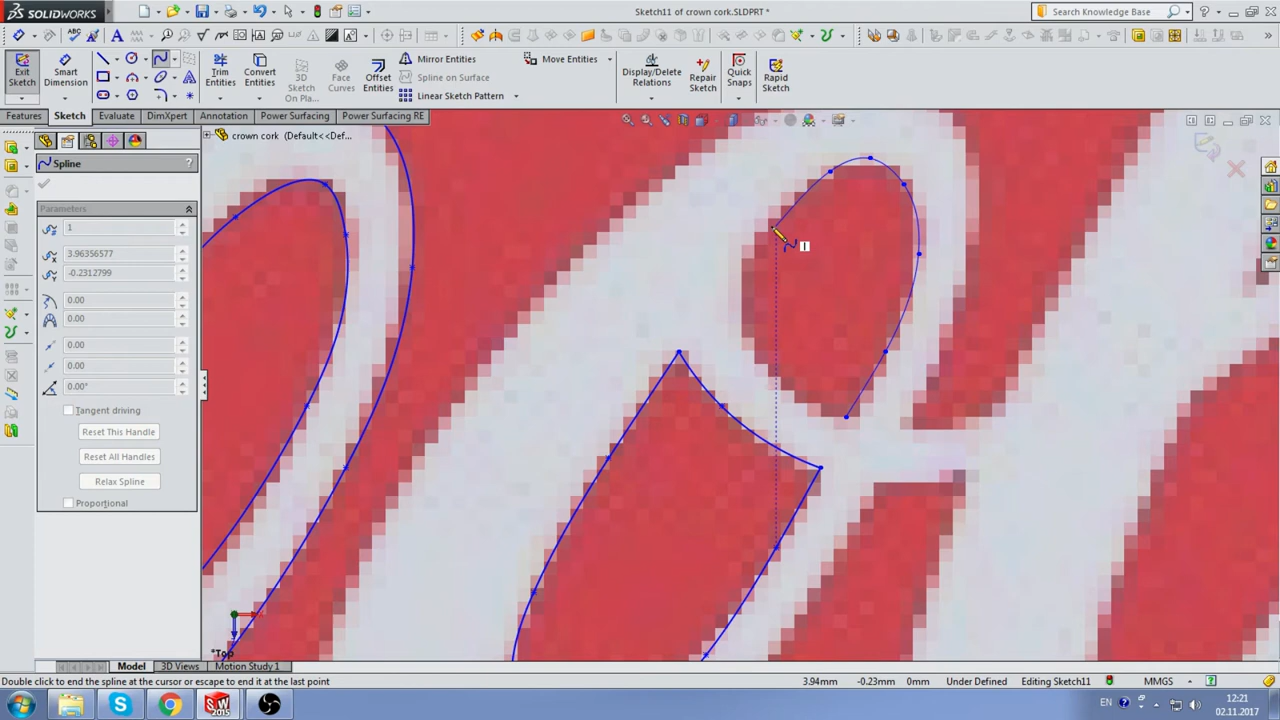 SOLIDWORKS
Sketch11 of crown cork.SLDPRT *
Search Knowledge Base
?
Exit Sketch
Smart Dimension
Trim Entities
Convert Entities
3D Sketch On Pla...
Face Curves
Offset Entities
Mirror Entities
Spline on Surface
Linear Sketch Pattern
Move Entities
Display/Delete Relations
Repair Sketch
Quick Snaps
Rapid Sketch
Features
Sketch
Evaluate
DimXpert
Annotation
Power Surfacing
Power Surfacing RE
crown cork (Default<<Def...
Spline
?
Parameters
1
3.96356577
-0.2312799
0.00
0.00
0.00
0.00
0.00°
Tangent driving
Reset This Handle
Reset All Handles
Relax Spline
Proportional
*Top
Model
3D Views
Motion Study 1
Double click to end the spline at the cursor or escape to end it at the last point
3.94mm
-0.23mm
0mm
Under Defined
Editing Sketch11
MMGS
?
SW
2015
EN
?
12:21
02.11.2017